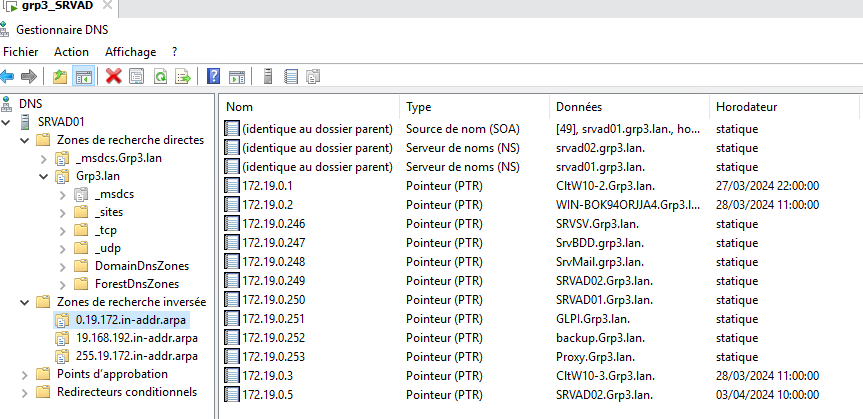 grp3_SRVAD
Gestionnaire DNS
Fichier Action Affichage ?
DNS
SRVAD01
Zones de recherche directes
_msdcs.Grp3.lan
Grp3.lan
_msdcs
_sites
_tcp
_udp
DomainDnsZones
ForestDnsZones
Zones de recherche inversée
0.19.172.in-addr.arpa
19.168.192.in-addr.arpa
255.19.172.in-addr.arpa
Points d'approbation
Redirecteurs conditionnels
Nom Type Données Horodateur
(identique au dossier parent) Source de nom (SOA) [49], srvad01.grp3.lan., ho... statique
(identique au dossier parent) Serveur de noms (NS) srvad02.grp3.lan. statique
(identique au dossier parent) Serveur de noms (NS) srvad01.grp3.lan. statique
172.19.0.1 Pointeur (PTR) CltW10-2.Grp3.lan. 27/03/2024 22:00:00
172.19.0.2 Pointeur (PTR) WIN-BOK94ORJJA4.Grp3.l... 28/03/2024 11:00:00
172.19.0.246 Pointeur (PTR) SRVSV.Grp3.lan. statique
172.19.0.247 Pointeur (PTR) SrvBDD.grp3.lan. statique
172.19.0.248 Pointeur (PTR) SrvMail.grp3.lan. statique
172.19.0.249 Pointeur (PTR) SRVAD02.Grp3.lan. statique
172.19.0.250 Pointeur (PTR) SRVAD01.Grp3.lan. statique
172.19.0.251 Pointeur (PTR) GLPI.Grp3.lan. statique
172.19.0.252 Pointeur (PTR) backup.Grp3.lan. statique
172.19.0.253 Pointeur (PTR) Proxy.Grp3.lan. statique
172.19.0.3 Pointeur (PTR) CltW10-3.Grp3.lan. 28/03/2024 11:00:00
172.19.0.5 Pointeur (PTR) SRVAD02.Grp3.lan. 03/04/2024 10:00:00